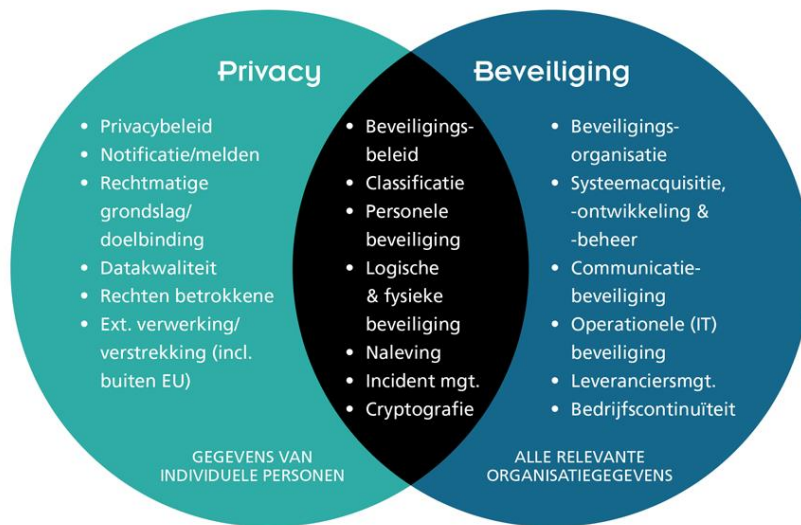 Privacy
• Privacybeleid
• Notificatie/melden
• Rechtmatige
grondslag/
doelbinding
• Datakwaliteit
• Rechten betrokkene
• Ext. verwerking/
verstrekking (incl.
buiten EU)
GEGEVENS VAN
INDIVIDUELE PERSONEN
• Beveiligings-
beleid
• Classificatie
• Personele
beveiliging
• Logische
& fysieke
beveiliging
• Naleving
• Incident mgt.
• Cryptografie
Beveiliging
• Beveiligings-
organisatie
• Systeemacquisitie,
-ontwikkeling &
-beheer
• Communicatie-
beveiliging
• Operationele (IT)
beveiliging
• Leveranciersmgt.
• Bedrijfscontinuïteit
ALLE RELEVANTE
ORGANISATIEGEGEVENS